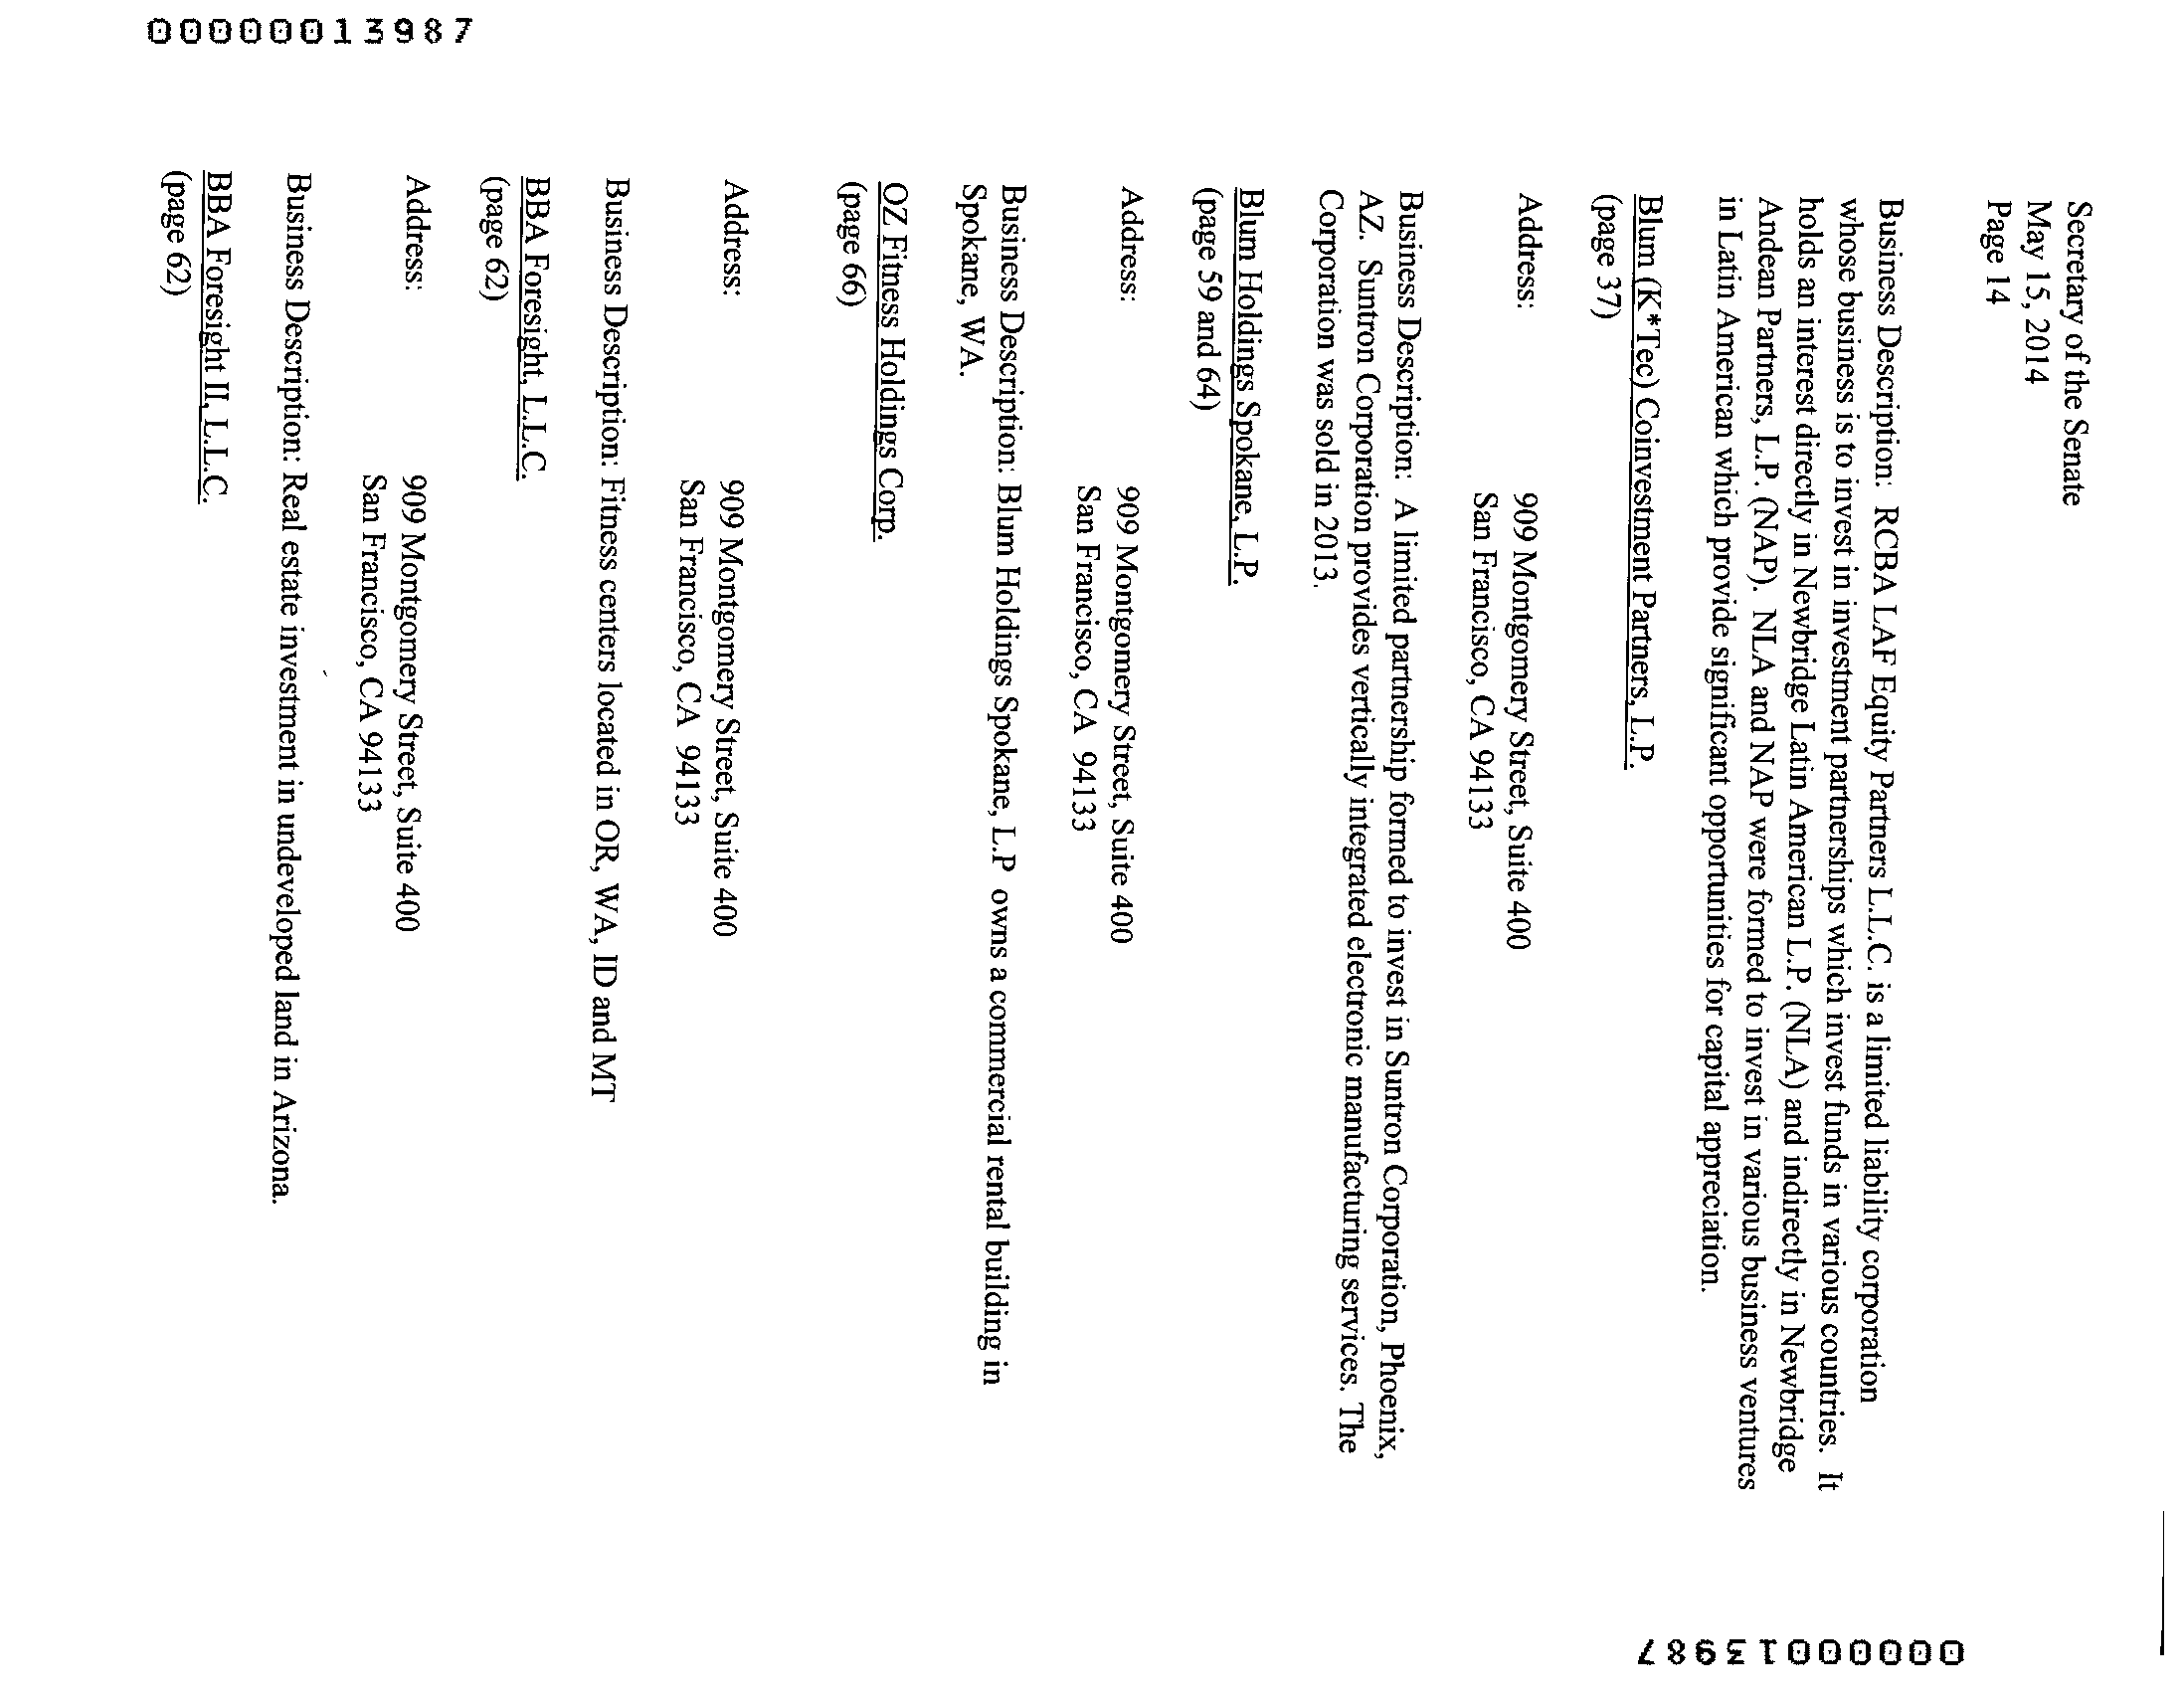 00000013987
Secretary of the Senate
May 15, 2014
Page 14
Business Description:  RCBA LAF Equity Partners L.L.C. is a limited liability corporation
whose business is to invest in investment partnerships which invest funds in various countries.  It
holds an interest directly in Newbridge Latin American L.P. (NLA) and indirectly in Newbridge
Andean Partners, L.P. (NAP).  NLA and NAP were formed to invest in various business ventures
in Latin American which provide significant opportunities for capital appreciation.
Blum (K*Tec) Coinvestment Partners, L.P.
(page 37)
Address:
909 Montgomery Street, Suite 400
San Francisco, CA 94133
Business Description:  A limited partnership formed to invest in Suntron Corporation, Phoenix,
AZ.  Suntron Corporation provides vertically integrated electronic manufacturing services. The
Corporation was sold in 2013.
Blum Holdings Spokane, L.P.
(page 59 and 64)
Address:
909 Montgomery Street, Suite 400
San Francisco, CA  94133
Business Description: Blum Holdings Spokane, L.P  owns a commercial rental building in
Spokane, WA.
OZ Fitness Holdings Corp.
(page 66)
Address:
909 Montgomery Street, Suite 400
San Francisco, CA  94133
Business Description: Fitness centers located in OR, WA, ID and MT
BBA Foresight, L.L.C.
(page 62)
Address:
909 Montgomery Street, Suite 400
San Francisco, CA 94133
Business Description: Real estate investment in undeveloped land in Arizona.
BBA Foresight II, L.L.C.
(page 62)
00000013987